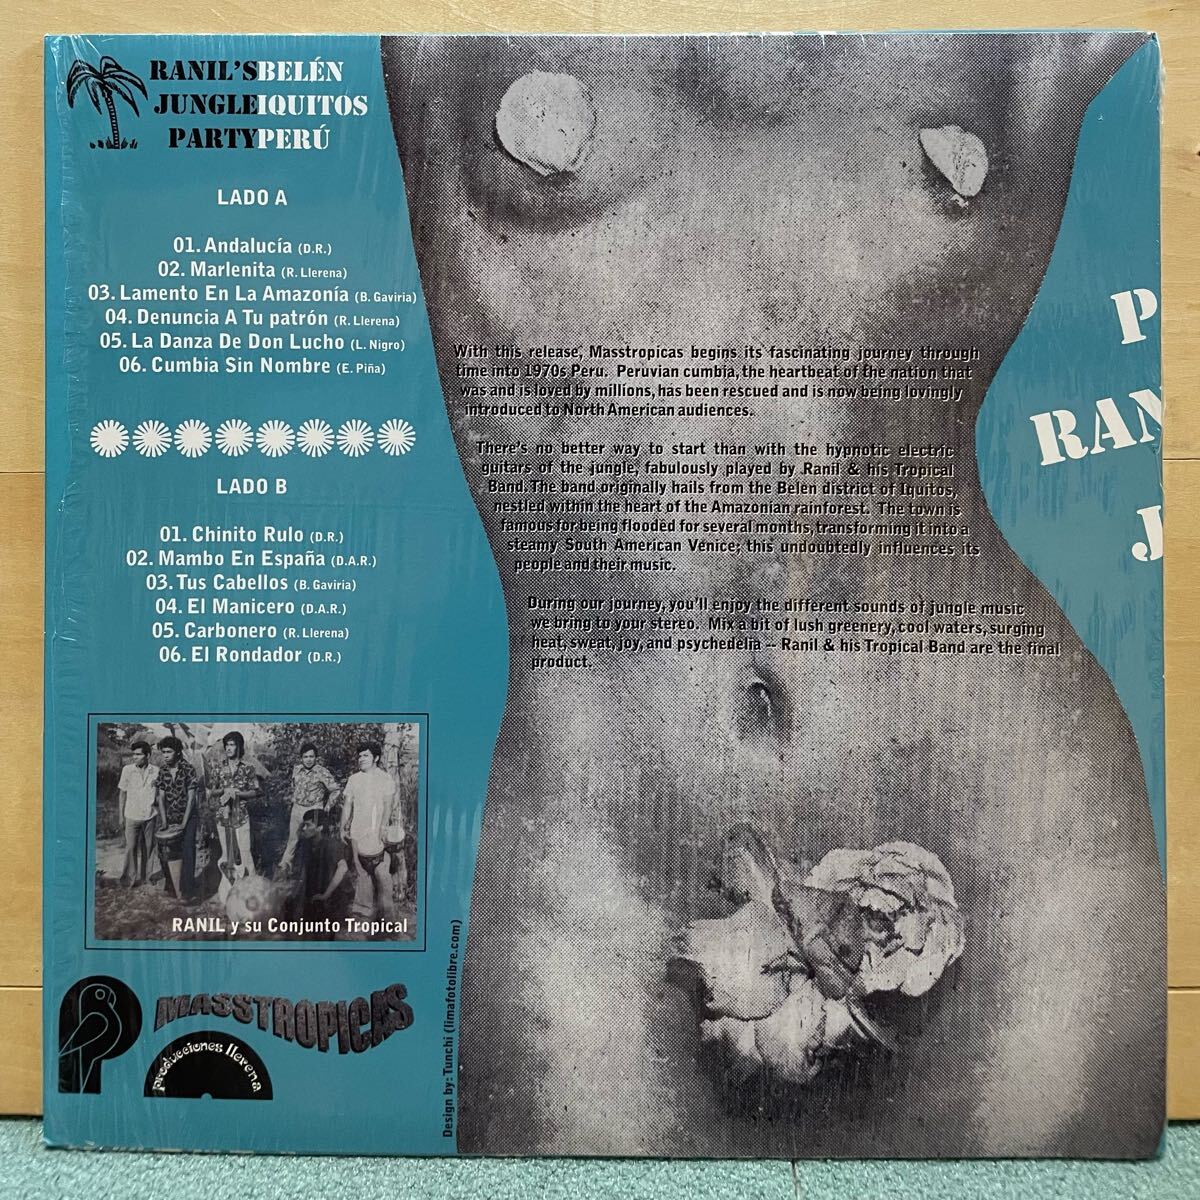 RANIL'S BELÉN
JUNGLE IQUITOS
PARTY PERÚ
LADO A
01. Andalucía (D.R.)
02. Marlenita (R. Llerena)
03. Lamento En La Amazonía (B. Gaviria)
04. Denuncia A Tu patrón (R. Llerena)
05. La Danza De Don Lucho (L. Nigro)
06. Cumbia Sin Nombre (E. Piña)
LADO B
01. Chinito Rulo (D.R.)
02. Mambo En España (D.A.R.)
03. Tus Cabellos (B. Gaviria)
04. El Manicero (D.A.R.)
05. Carbonero (R. Llerena)
06. El Rondador (D.R.)
RANIL y su Conjunto Tropical
MASSTROPICAS
producciones llerena
Design by: Tunchi (limafotolibre.com)
With this release, Masstropicas begins its fascinating journey through
time into 1970s Peru. Peruvian cumbia, the heartbeat of the nation that
was and is loved by millions, has been rescued and is now being lovingly
introduced to North American audiences.
There's no better way to start than with the hypnotic electric
guitars of the jungle, fabulously played by Ranil & his Tropical
Band. The band originally hails from the Belen district of Iquitos,
nestled within the heart of the Amazonian rainforest. The town is
famous for being flooded for several months, transforming it into a
steamy South American Venice; this undoubtedly influences its
people and their music.
During our journey, you'll enjoy the different sounds of jungle music
we bring to your stereo. Mix a bit of lush greenery, cool waters, surging
heat, sweat, joy, and psychedelia -- Ranil & his Tropical Band are the final
product.
P
RAN
J